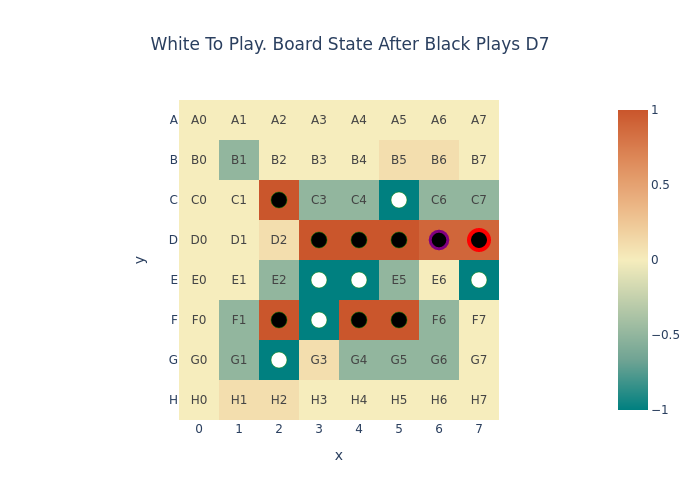 White To Play. Board State After Black Plays D7
A A0 A1 A2 A3 A4 A5 A6 A7
B B0 B1 B2 B3 B4 B5 B6 B7
C C0 C1 C3 C4 C6 C7
D D0 D1 D2
E E0 E1 E2 E5 E6
F F0 F1 F6 F7
G G0 G1 G3 G4 G5 G6 G7
H H0 H1 H2 H3 H4 H5 H6 H7
0 1 2 3 4 5 6 7
x
y
1
0.5
0
−0.5
−1